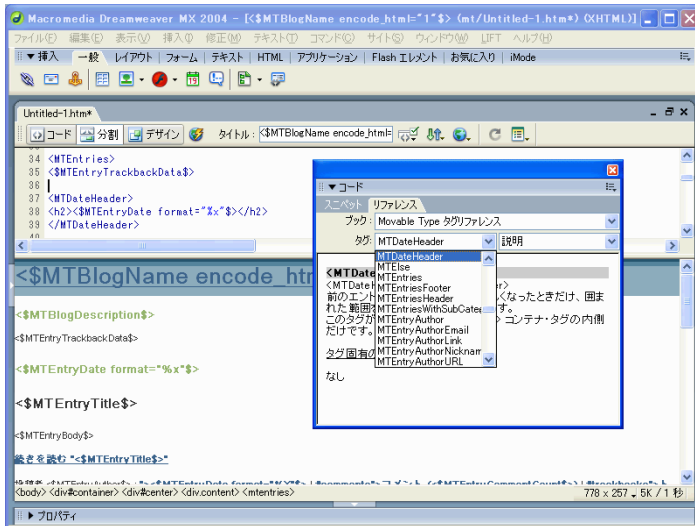 Macromedia Dreamweaver MX 2004 - [<$MTBlogName encode_html="1"$> (mt/Untitled-1.htm*) (XHTML)]
ファイル(F) 編集(E) 表示(V) 挿入(I) 修正(M) テキスト(T) コマンド(C) サイト(S) ウィンドウ(W) LIFT ヘルプ(H)
▼挿入 一般 レイアウト フォーム テキスト HTML アプリケーション Flash エレメント お気に入り iMode
Untitled-1.htm*
コード 分割 デザイン タイトル: <$MTBlogName encode_html=
34 <MTEntries>
35 <$MTEntryTrackbackData$>
36
37 <MTDateHeader>
38 <h2><$MTEntryDate format="%x"$></h2>
39 </MTDateHeader>
40
▼コード
スニペット リファレンス
ブック: Movable Type タグリファレンス
タグ: MTDateHeader 説明
MTDateHeader
MTElse
MTEntries
MTEntriesFooter
MTEntriesHeader
MTEntriesWithSubCate
MTEntryAuthor
MTEntryAuthorEmail
MTEntryAuthorLink
MTEntryAuthorNicknam
MTEntryAuthorURL
<MTDate
<MTDateH er>
前のエント くなったときだけ、囲ま
れた範囲 す。
このタグが > コンテナ・タグの内側
だけです。
タグ固有の
なし
<$MTBlogName encode_htr
<$MTBlogDescription$>
<$MTEntryTrackbackData$>
<$MTEntryDate format="%x"$>
<$MTEntryTitle$>
<$MTEntryBody$>
続きを読む "<$MTEntryTitle$>"
<body> <div#container> <div#center> <div.content> <mtentries> 778 x 257 5K / 1 秒
▶ プロパティ